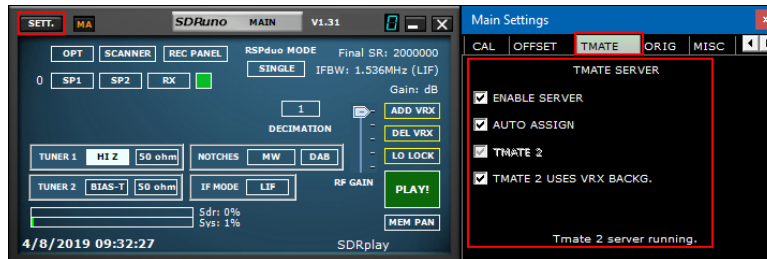 SETT. MA SDRuno MAIN V1.31 0
OPT SCANNER REC PANEL RSPduo MODE Final SR: 2000000
SINGLE IFBW: 1.536MHz (LIF)
0 SP1 SP2 RX
Gain: dB
1 ADD VRX
DECIMATION DEL VRX
TUNER 1 HI Z 50 ohm NOTCHES MW DAB LO LOCK
TUNER 2 BIAS-T 50 ohm IF MODE LIF RF GAIN PLAY!
Sdr: 0%
Sys: 1% MEM PAN
4/8/2019 09:32:27 SDRplay
Main Settings
CAL OFFSET TMATE ORIG MISC
TMATE SERVER
ENABLE SERVER
AUTO ASSIGN
TMATE 2
TMATE 2 USES VRX BACKG.
Tmate 2 server running.